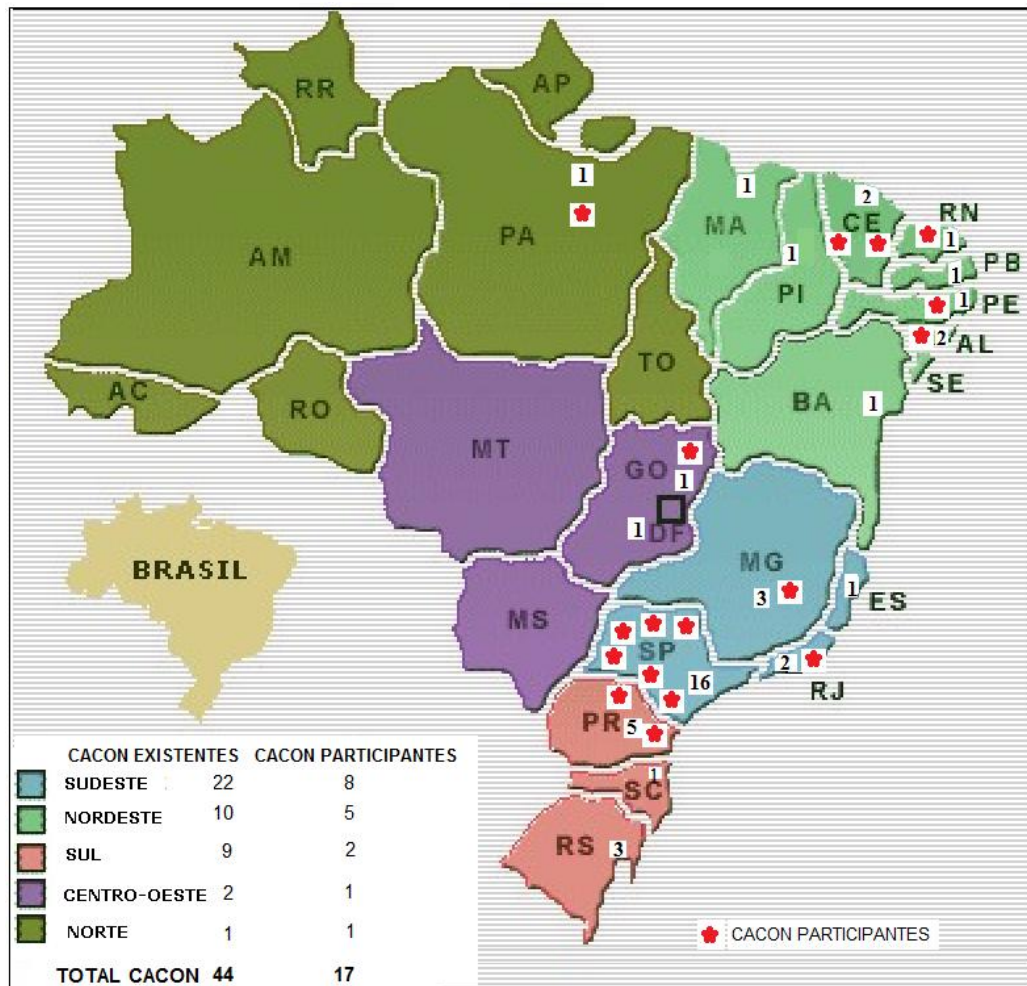 RR
AP
1
AM
PA
1
MA
2
CE
RN
1
1
PI
1
PB
1
PE
2
AL
SE
AC
RO
TO
BA
1
MT
GO
1
1
DF
MG
3
1
ES
MS
SP
16
2
RJ
PR
5
1
SC
RS
3
BRASIL
CACON EXISTENTES CACON PARTICIPANTES
SUDESTE 22 8
NORDESTE 10 5
SUL 9 2
CENTRO-OESTE 2 1
NORTE 1 1
TOTAL CACON 44 17
CACON PARTICIPANTES